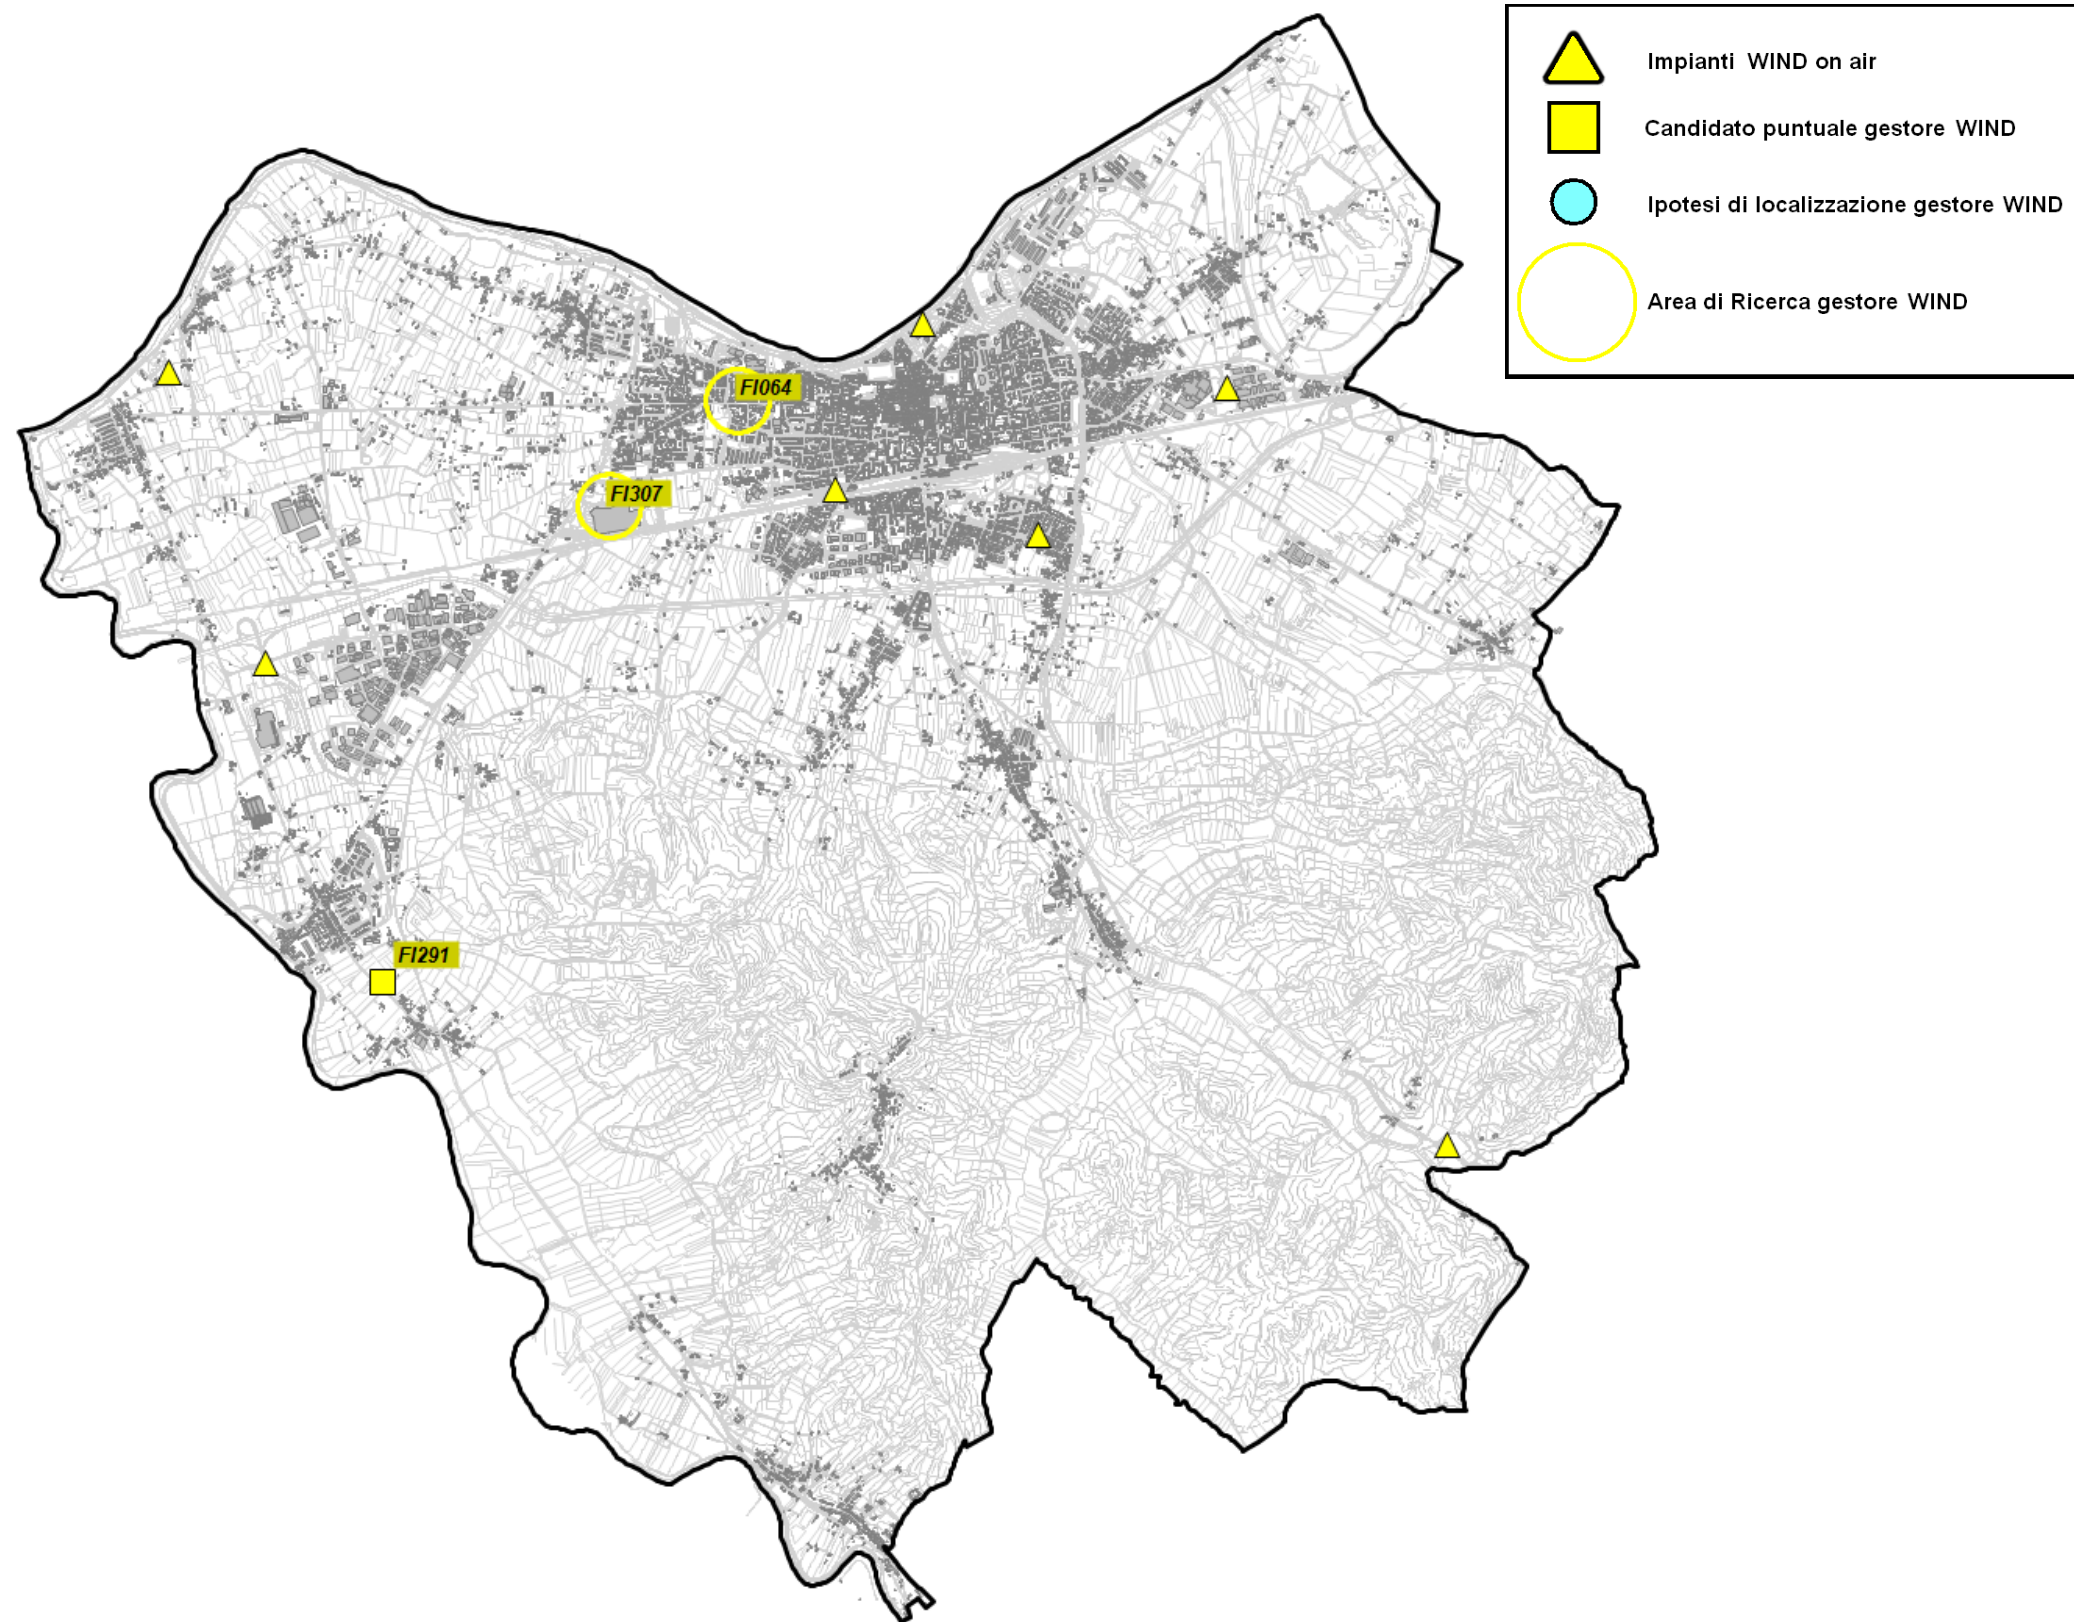 Impianti WIND on air
Candidato puntuale gestore WIND
Ipotesi di localizzazione gestore WIND
Area di Ricerca gestore WIND
FI064
FI307
FI291